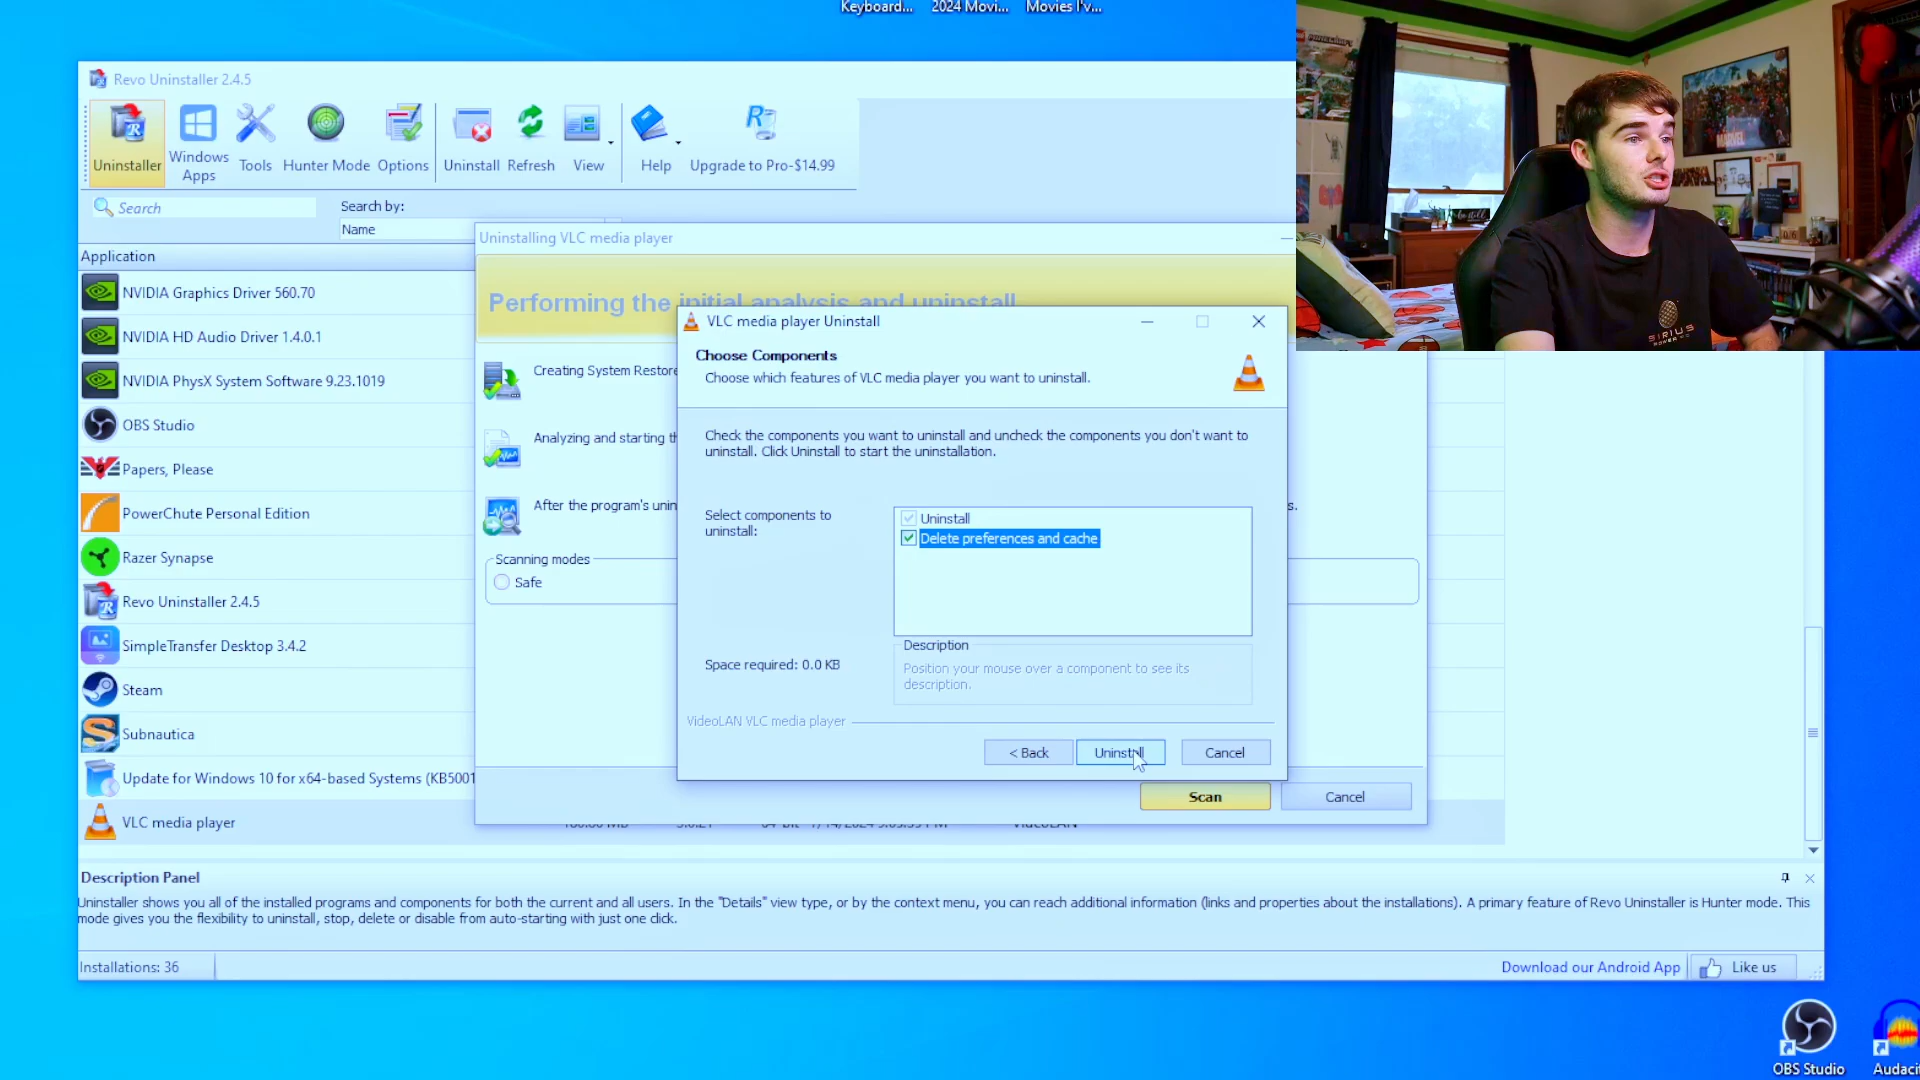 Keyboard...
2024 Movi...
Movies I'v...
Revo Uninstaller 2.4.5
Uninstaller
Windows Apps
Tools
Hunter Mode
Options
Uninstall
Refresh
View
Help
Upgrade to Pro-$14.99
Search
Search by:
Name
Application
NVIDIA Graphics Driver 560.70
NVIDIA HD Audio Driver 1.4.0.1
NVIDIA PhysX System Software 9.23.1019
OBS Studio
Papers, Please
PowerChute Personal Edition
Razer Synapse
Revo Uninstaller 2.4.5
SimpleTransfer Desktop 3.4.2
Steam
Subnautica
Update for Windows 10 for x64-based Systems (KB5001
VLC media player
Uninstalling VLC media player
Performing the initial analysis and uninstall
Creating System Restore
Analyzing and starting th
After the program's unin
s.
Scanning modes
Safe
Scan
Cancel
VLC media player Uninstall
Choose Components
Choose which features of VLC media player you want to uninstall.
Check the components you want to uninstall and uncheck the components you don't want to
uninstall. Click Uninstall to start the uninstallation.
Select components to
uninstall:
Uninstall
Delete preferences and cache
Space required: 0.0 KB
Description
Position your mouse over a component to see its
description.
VideoLAN VLC media player
< Back
Uninstall
Cancel
Description Panel
Uninstaller shows you all of the installed programs and components for both the current and all users. In the "Details" view type, or by the context menu, you can reach additional information (links and properties about the installations). A primary feature of Revo Uninstaller is Hunter mode. This
mode gives you the flexibility to uninstall, stop, delete or disable from auto-starting with just one click.
Installations: 36
Download our Android App
Like us
OBS Studio
Audaci
MARVEL
SIRIUS